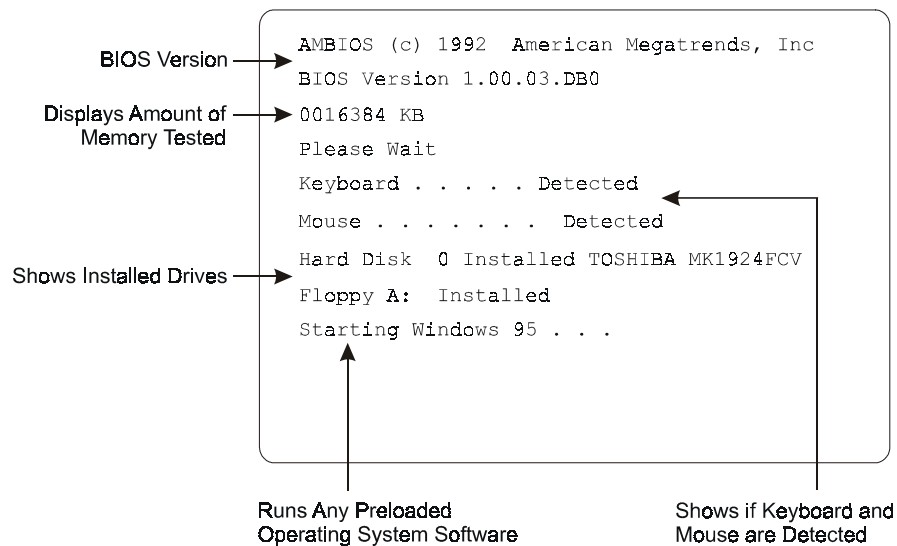 AMBIOS (c) 1992 American Megatrends, Inc
BIOS Version
BIOS Version 1.00.03.DB0
Displays Amount of
Memory Tested
0016384 KB
Please Wait
Keyboard . . . . . Detected
Mouse . . . . . . . Detected
Hard Disk 0 Installed TOSHIBA MK1924FCV
Shows Installed Drives
Floppy A: Installed
Starting Windows 95 . . .
Runs Any Preloaded
Operating System Software
Shows if Keyboard and
Mouse are Detected